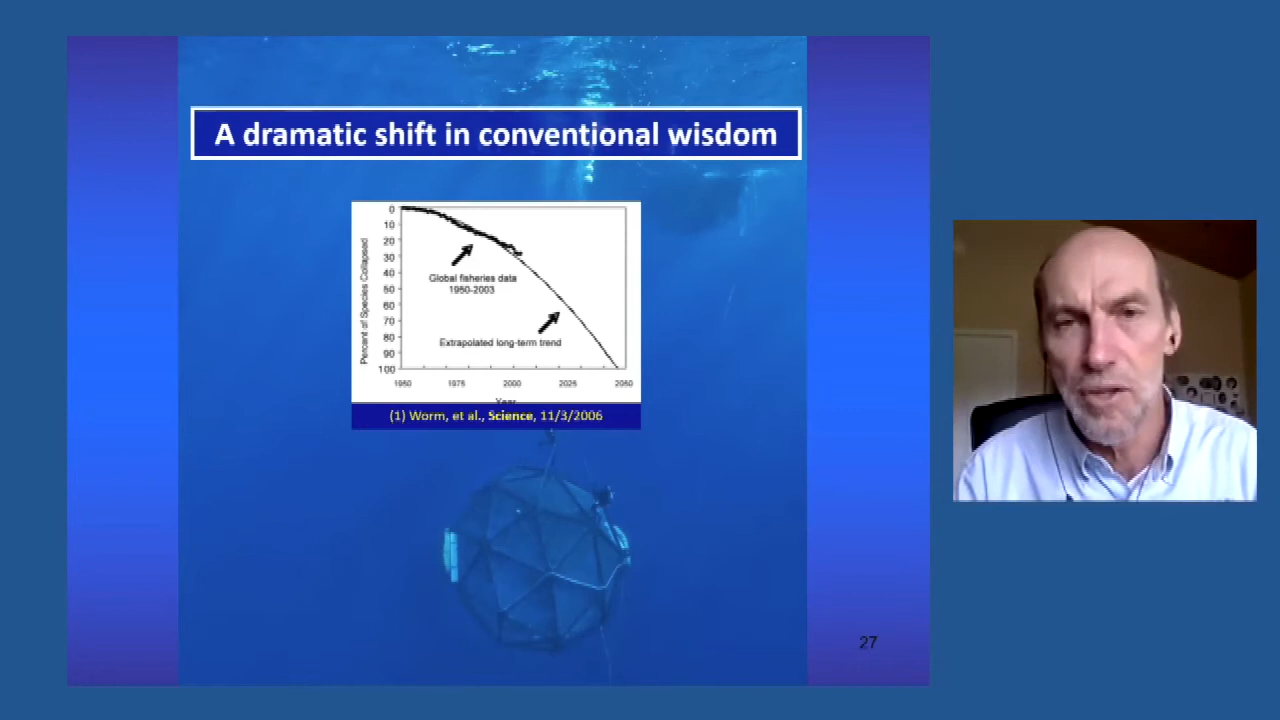 A dramatic shift in conventional wisdom
0
10
20
30
40
50
60
70
80
90
100
Percent of Species Collapsed
Global fisheries data
1950-2003
Extrapolated long-term trend
1950 1975 2000 2025 2050
Year
(1) Worm, et al., Science, 11/3/2006
27